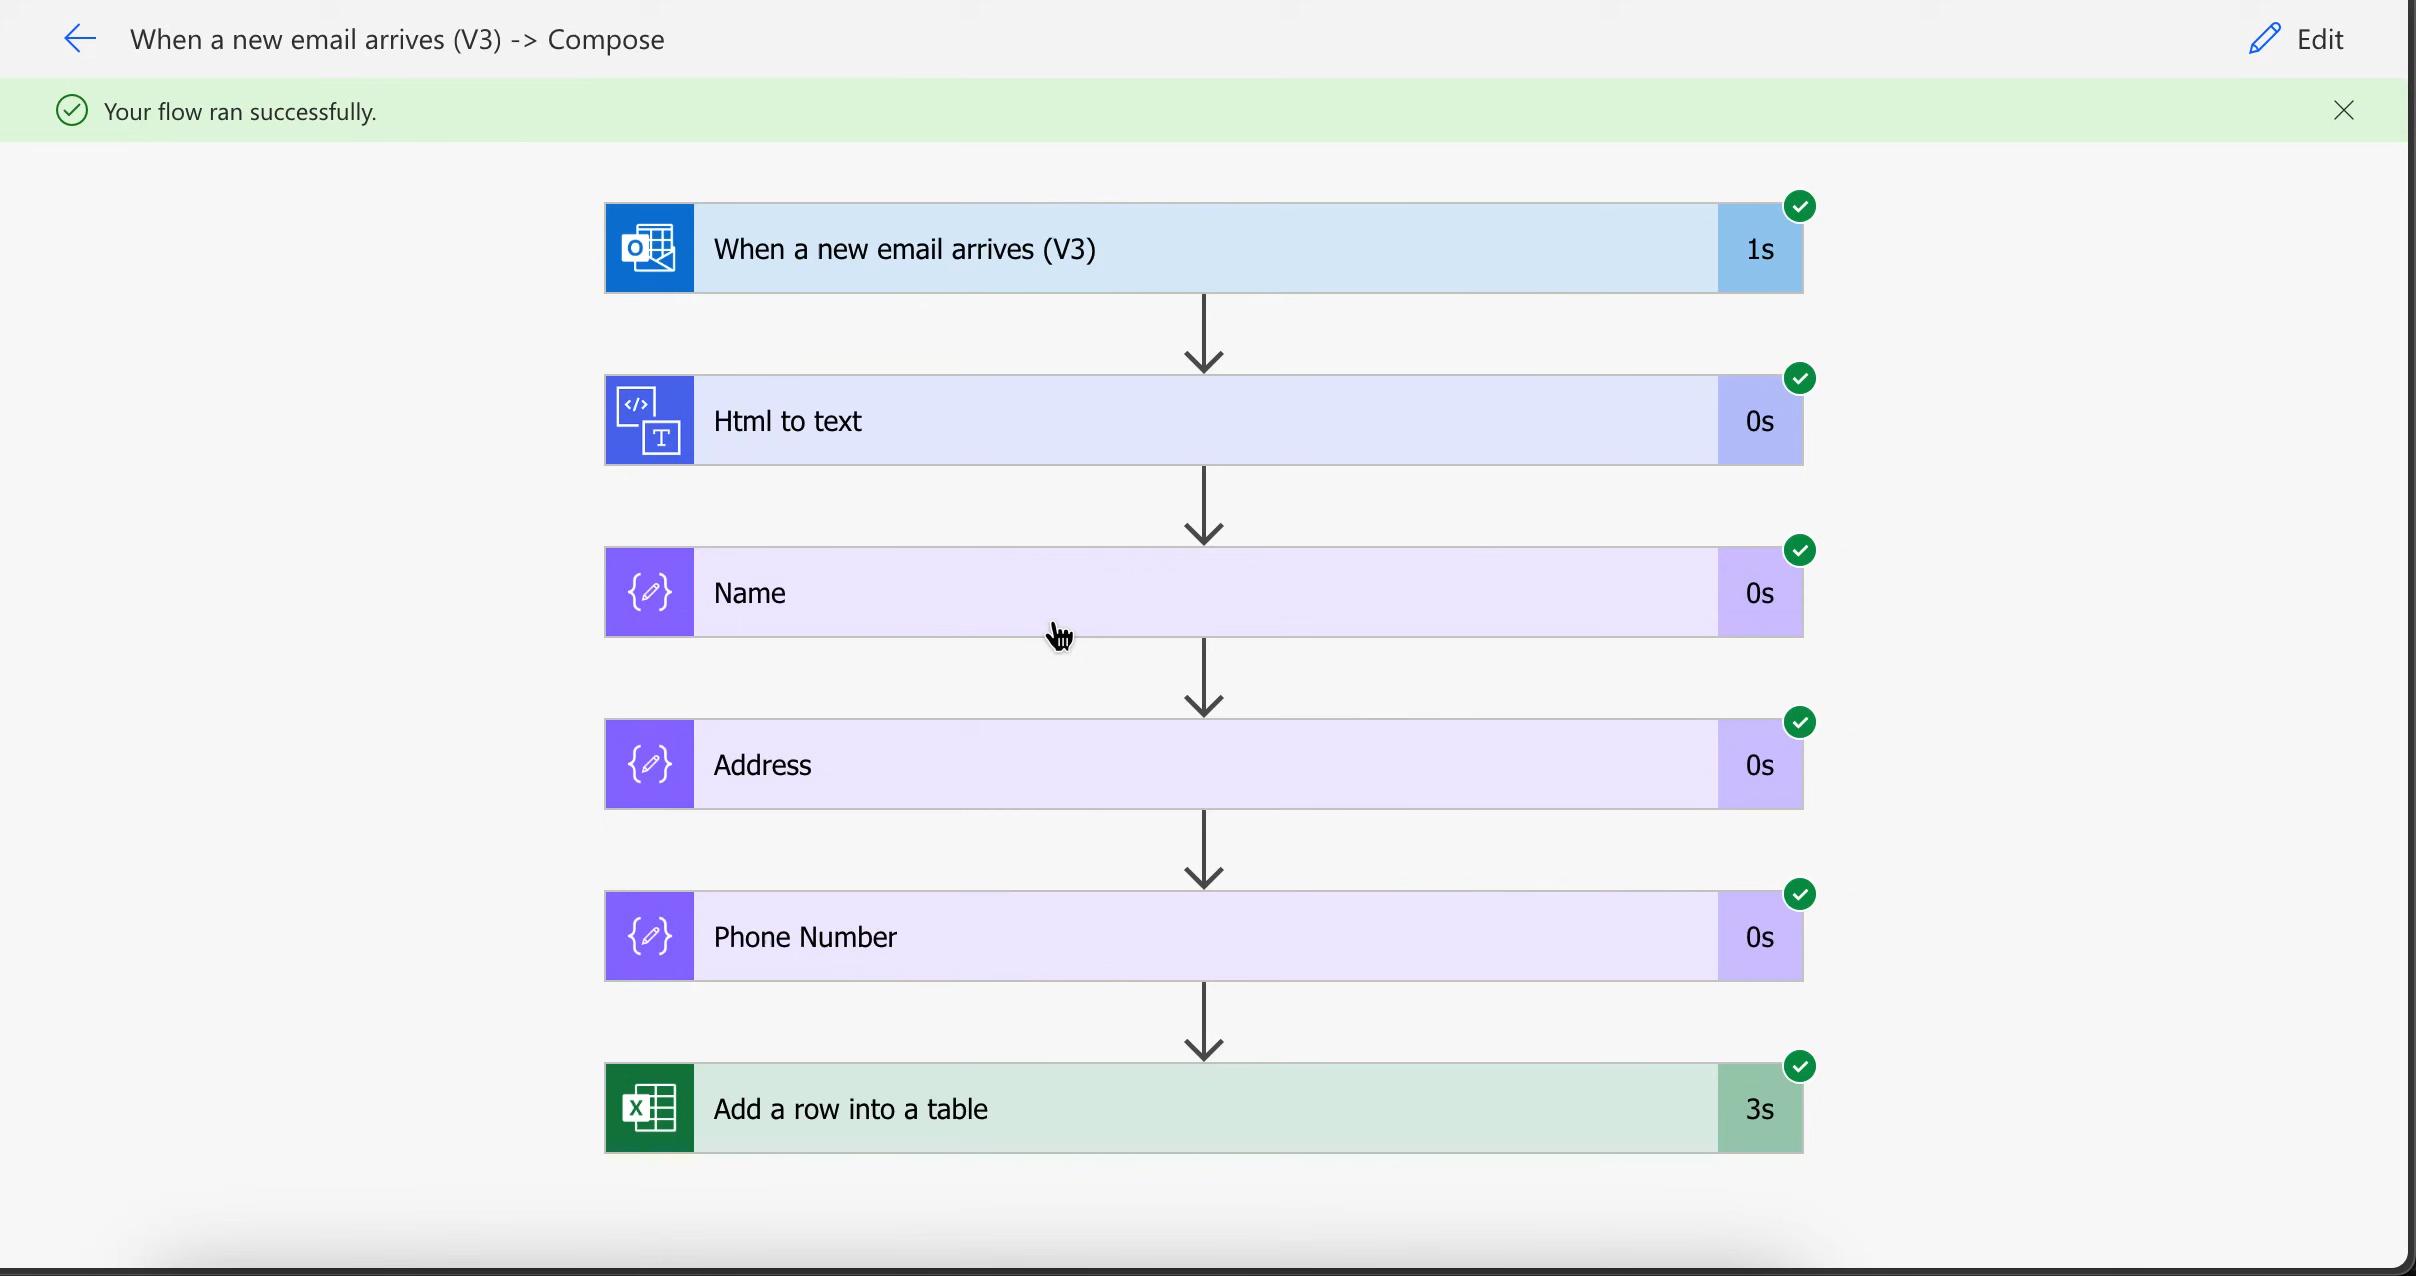 When a new email arrives (V3) -> Compose
Edit
Your flow ran successfully.
When a new email arrives (V3)
1s
Html to text
0s
Name
0s
Address
0s
Phone Number
0s
Add a row into a table
3s